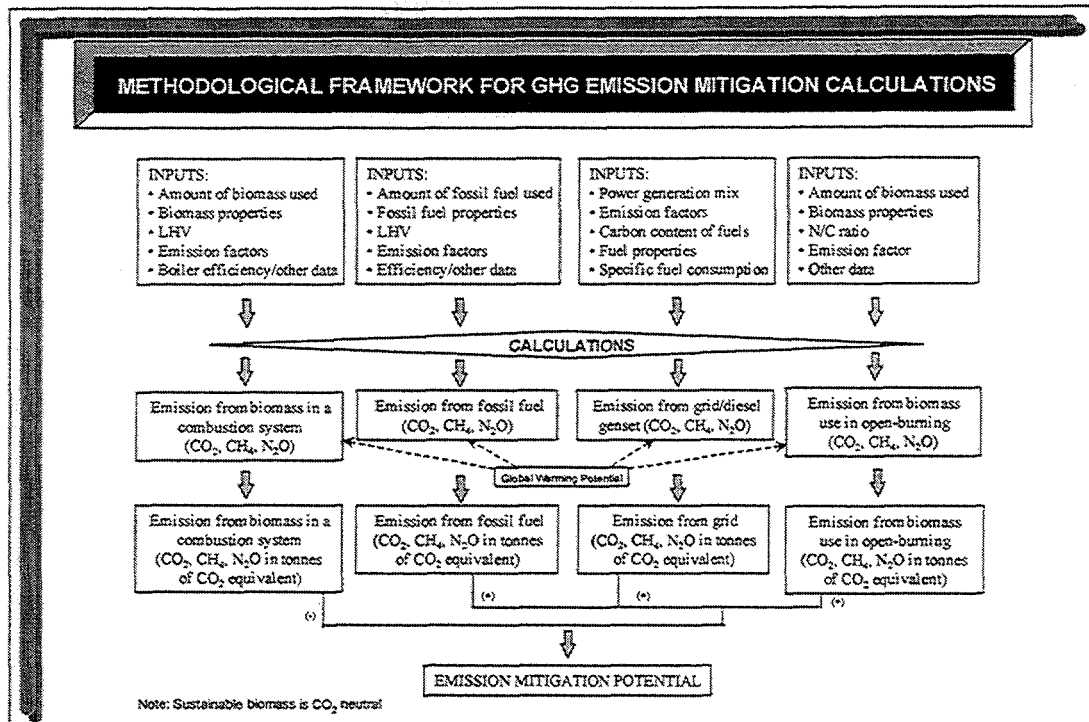 METHODOLOGICAL FRAMEWORK FOR GHG EMISSION MITIGATION CALCULATIONS
INPUTS:
• Amount of biomass used
• Biomass properties
• LHV
• Emission factors
• Boiler efficiency/other data
INPUTS:
• Amount of fossil fuel used
• Fossil fuel properties
• LHV
• Emission factors
• Efficiency/other data
INPUTS:
• Power generation mix
• Emission factors
• Carbon content of fuels
• Fuel properties
• Specific fuel consumption
INPUTS:
• Amount of biomass used
• Biomass properties
• N/C ratio
• Emission factor
• Other data
CALCULATIONS
Emission from biomass in a
combustion system
(CO₂, CH₄, N₂O)
Emission from fossil fuel
(CO₂, CH₄, N₂O)
Emission from grid/diesel
genset (CO₂, CH₄, N₂O)
Emission from biomass
use in open-burning
(CO₂, CH₄, N₂O)
Global Warming Potential
Emission from biomass in a
combustion system
(CO₂, CH₄, N₂O in tonnes
of CO₂ equivalent)
Emission from fossil fuel
(CO₂, CH₄, N₂O in tonnes
of CO₂ equivalent)
Emission from grid
(CO₂, CH₄, N₂O in tonnes
of CO₂ equivalent)
Emission from biomass
use in open-burning
(CO₂, CH₄, N₂O in tonnes
of CO₂ equivalent)
(-)
(+)
(+)
(+)
EMISSION MITIGATION POTENTIAL
Note: Sustainable biomass is CO₂ neutral